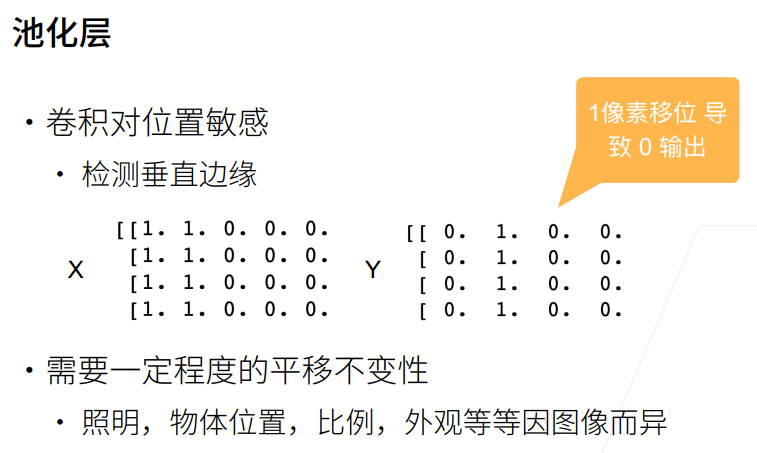 池化层
• 卷积对位置敏感
1像素移位 导
致 0 输出
• 检测垂直边缘
X
[[1. 1. 0. 0. 0.
[1. 1. 0. 0. 0.
[1. 1. 0. 0. 0.
[1. 1. 0. 0. 0.
Y
[[ 0. 1. 0. 0.
[ 0. 1. 0. 0.
[ 0. 1. 0. 0.
[ 0. 1. 0. 0.
• 需要一定程度的平移不变性
• 照明，物体位置，比例，外观等等因图像而异